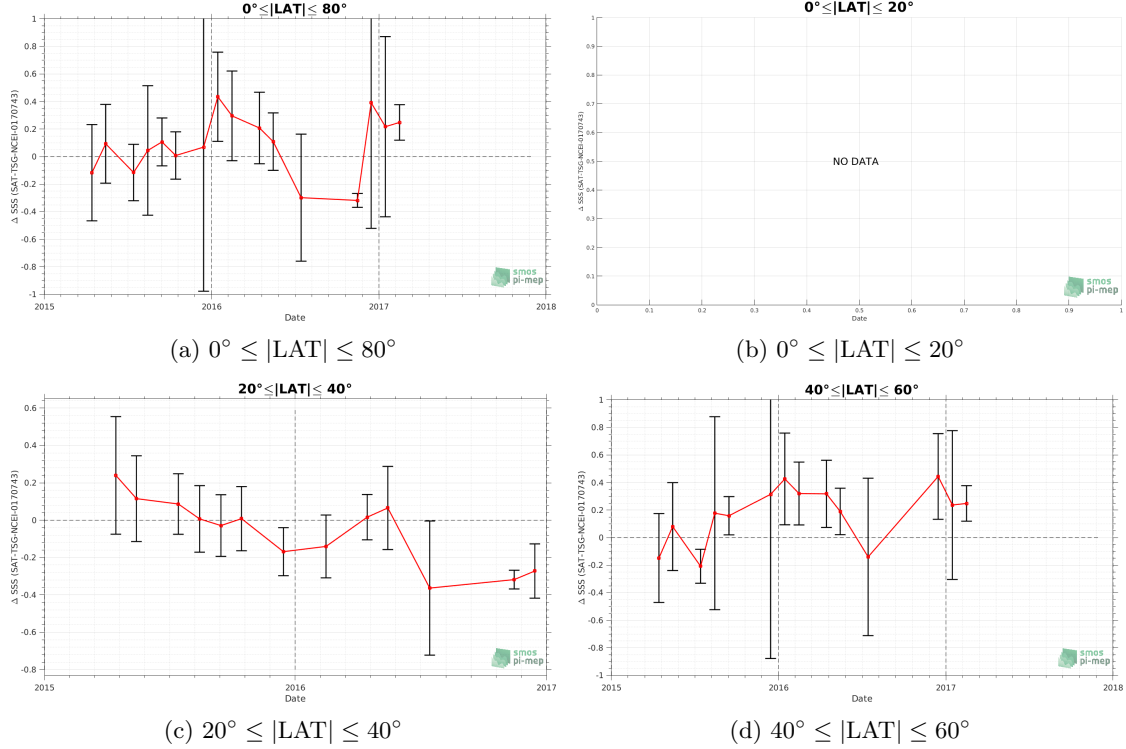 0°≤|LAT|≤ 80°
1
0.8
0.6
0.4
0.2
0
-0.2
-0.4
-0.6
-0.8
-1
Δ SSS (SAT-TSG-NCEI-0170743)
2015
2016
2017
2018
Date
smos
pi-mep
(a) 0° ≤ |LAT| ≤ 80°
0°≤|LAT|≤ 20°
1
0.9
0.8
0.7
0.6
0.5
0.4
0.3
0.2
0.1
0
Δ SSS (SAT-TSG-NCEI-0170743)
NO DATA
0
0.1
0.2
0.3
0.4
0.5
0.6
0.7
0.8
0.9
1
Date
smos
pi-mep
(b) 0° ≤ |LAT| ≤ 20°
20°≤|LAT|≤ 40°
0.6
0.4
0.2
0
-0.2
-0.4
-0.6
-0.8
Δ SSS (SAT-TSG-NCEI-0170743)
2015
2016
2017
Date
smos
pi-mep
(c) 20° ≤ |LAT| ≤ 40°
40°≤|LAT|≤ 60°
1
0.8
0.6
0.4
0.2
0
-0.2
-0.4
-0.6
-0.8
-1
Δ SSS (SAT-TSG-NCEI-0170743)
2015
2016
2017
2018
Date
smos
pi-mep
(d) 40° ≤ |LAT| ≤ 60°